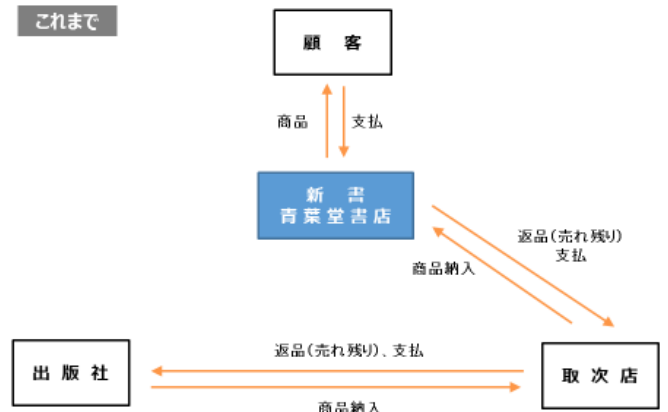 これまで
顧 客
商品
支払
新 書
青葉堂書店
返品(売れ残り)
支払
商品納入
返品(売れ残り)、支払
出版社
取次店
商品納入